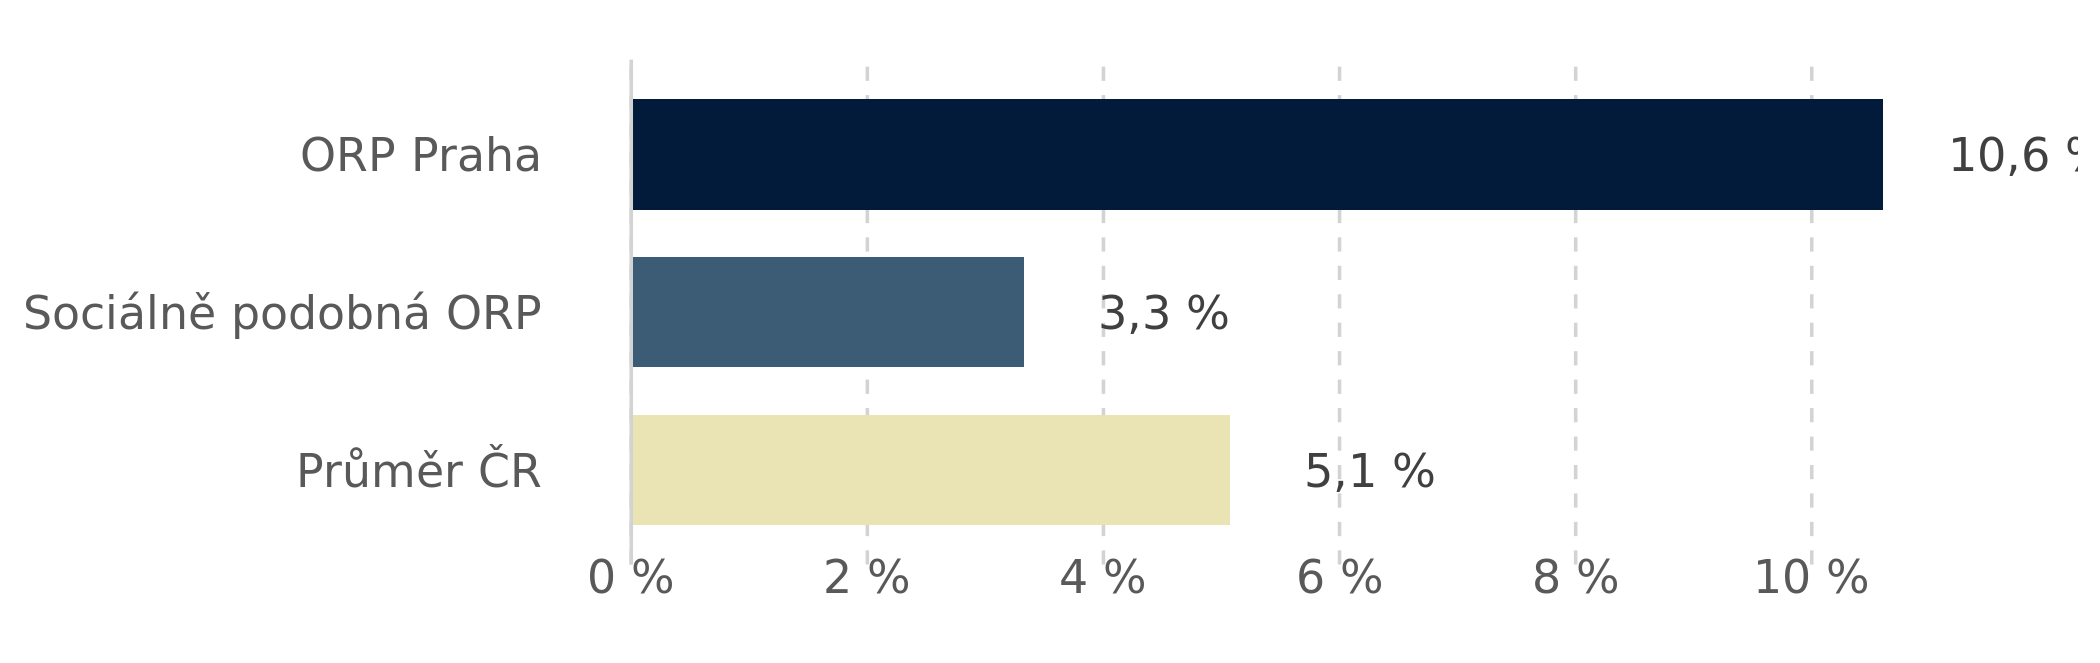 ORP Praha 10,6 %
Sociálně podobná ORP 3,3 %
Průměr ČR 5,1 %
0 % 2 % 4 % 6 % 8 % 10 %